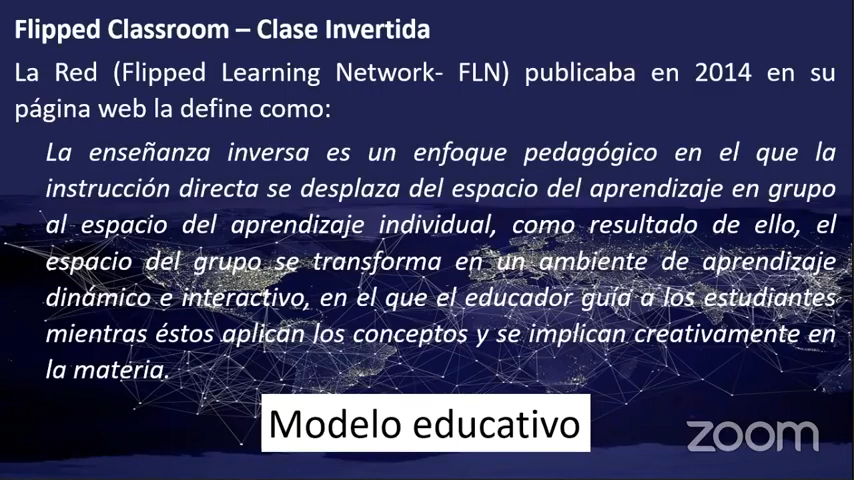 Flipped Classroom – Clase Invertida
La Red (Flipped Learning Network- FLN) publicaba en 2014 en su
página web la define como:
La enseñanza inversa es un enfoque pedagógico en el que la
instrucción directa se desplaza del espacio del aprendizaje en grupo
al espacio del aprendizaje individual, como resultado de ello, el
espacio del grupo se transforma en un ambiente de aprendizaje
dinámico e interactivo, en el que el educador guía a los estudiantes
mientras éstos aplican los conceptos y se implican creativamente en
la materia.
Modelo educativo
zoom